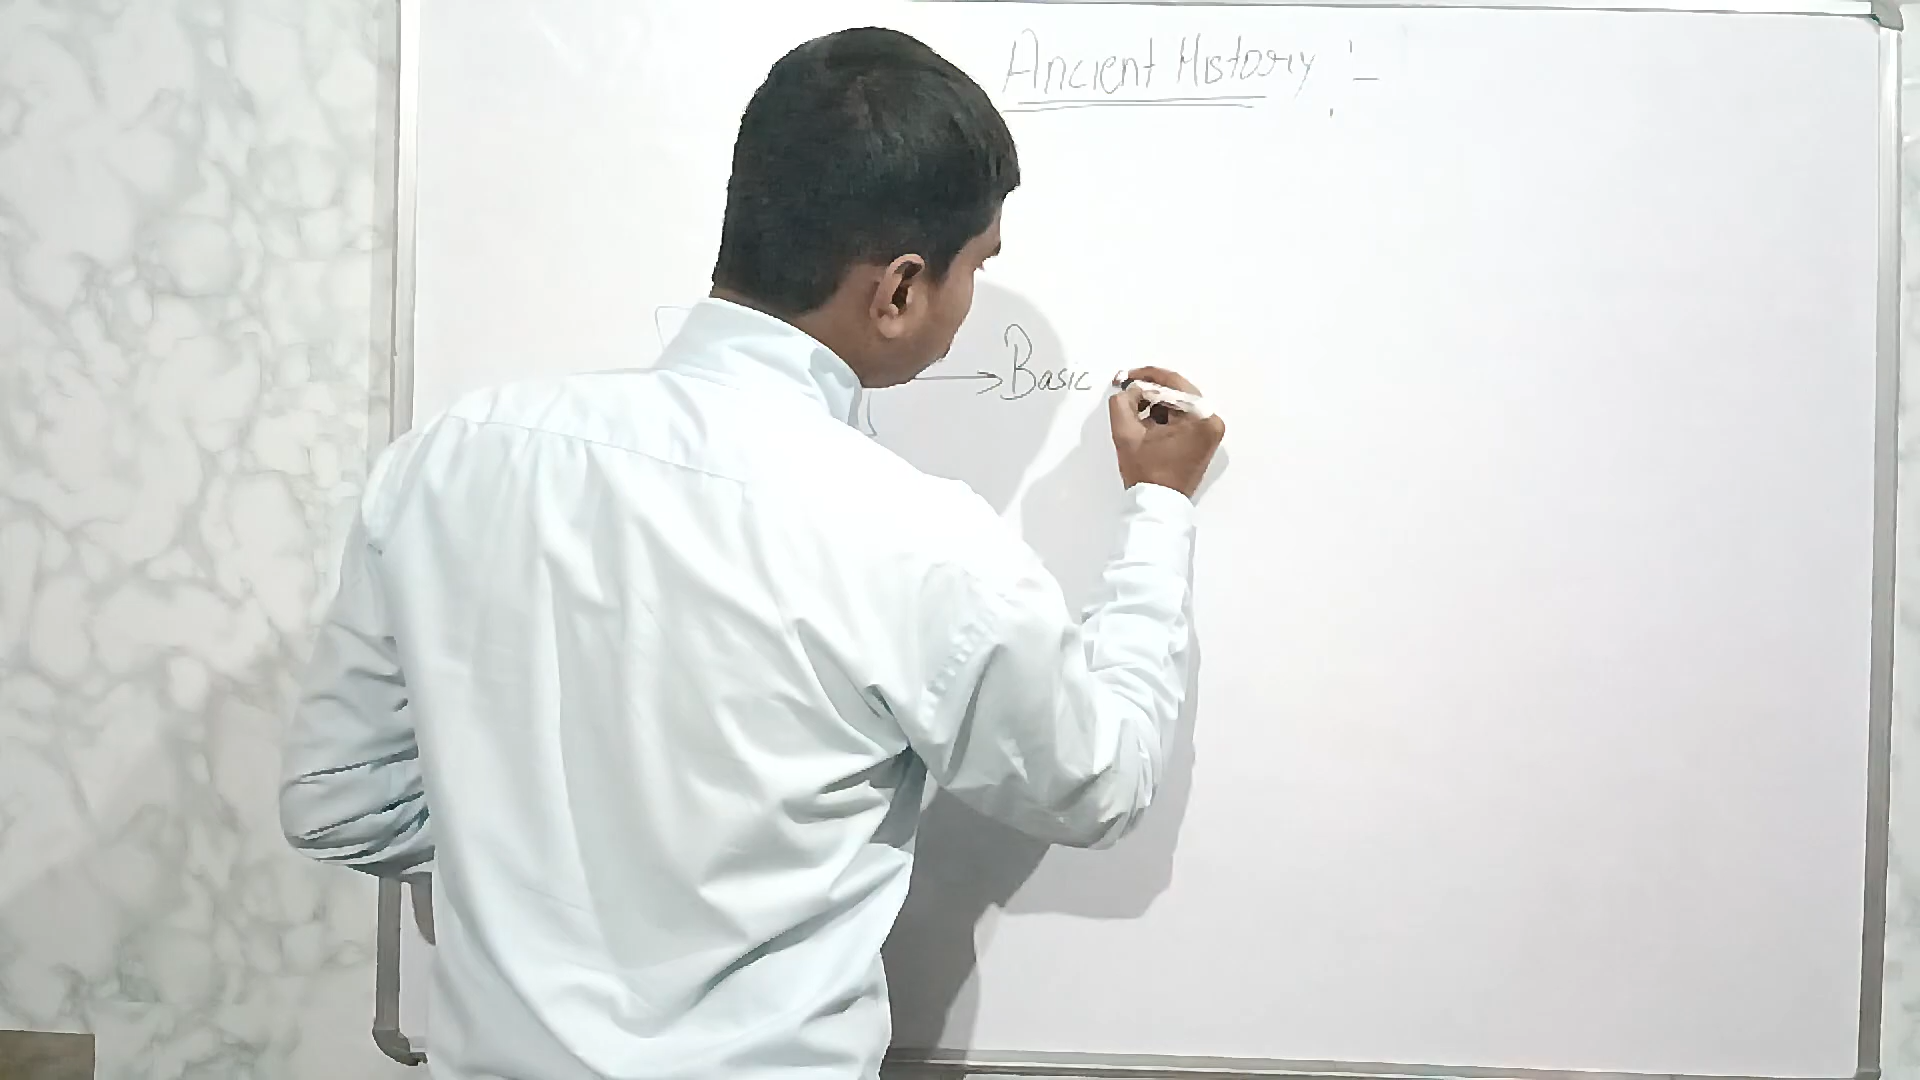 Ancient History :-
→ Basic